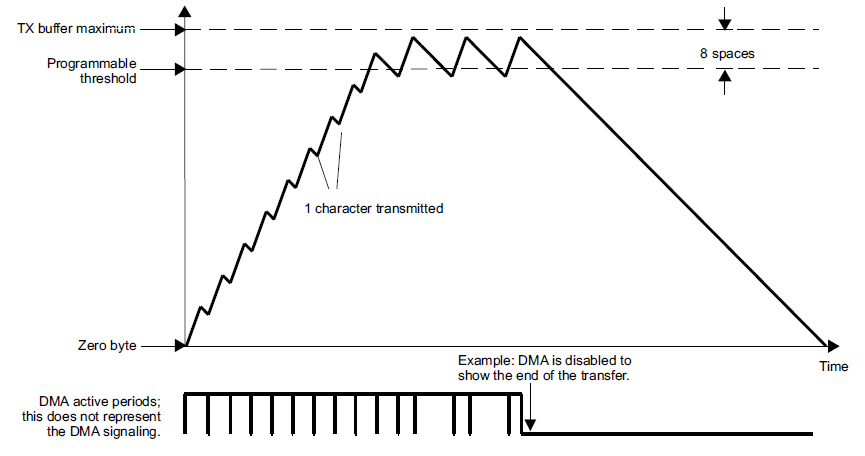 TX buffer maximum
8 spaces
Programmable
threshold
1 character transmitted
Zero byte
Time
Example: DMA is disabled to
show the end of the transfer.
DMA active periods;
this does not represent
the DMA signaling.